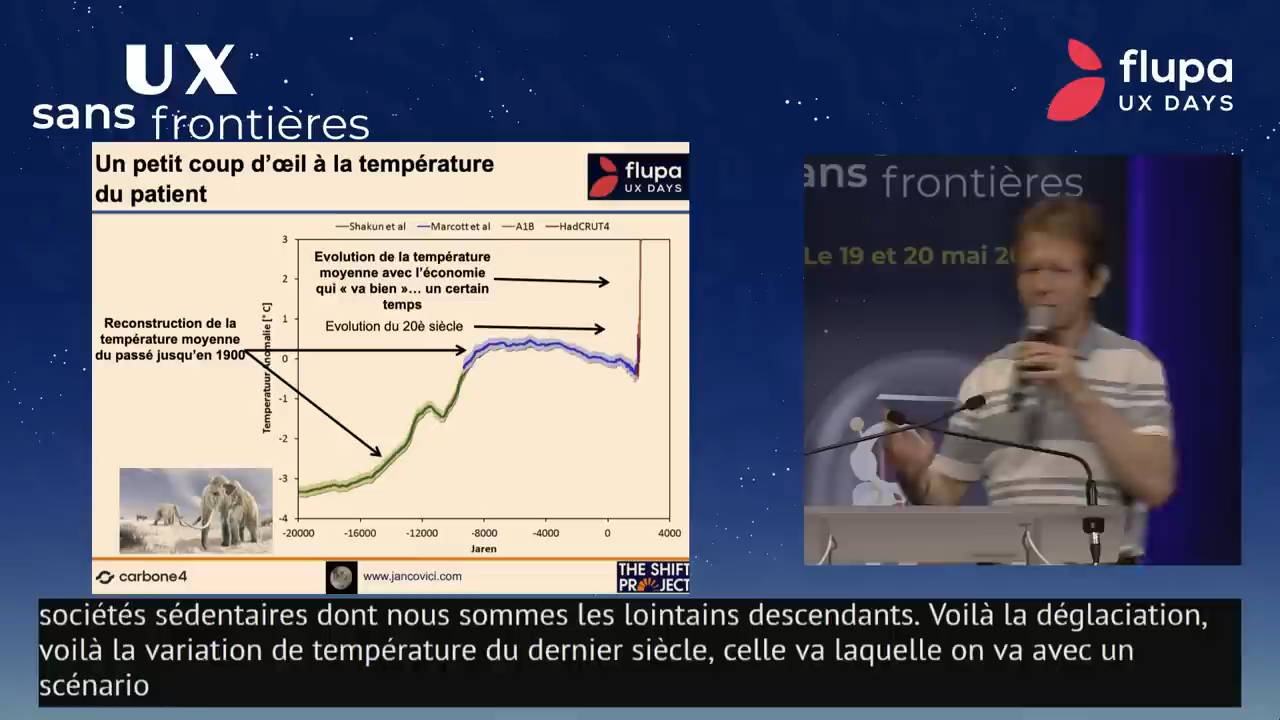 UX
sans frontières
flupa
UX DAYS
Un petit coup d’œil à la température
du patient
flupa
UX DAYS
Shakun et al
Marcott et al
A1B
HadCRUT4
3
2
1
0
-1
-2
-3
-4
Temperatuur Anomalie [° C]
Evolution de la température
moyenne avec l’économie
qui « va bien »… un certain
temps
Evolution du 20è siècle
Reconstruction de la
température moyenne
du passé jusqu’en 1900
-20000
-16000
-12000
-8000
-4000
0
4000
Jaren
carbone4
www.jancovici.com
THE SHIFT
PROJECT
ans frontières
Le 19 et 20 mai 20
sociétés sédentaires dont nous sommes les lointains descendants. Voilà la déglaciation,
voilà la variation de température du dernier siècle, celle va laquelle on va avec un
scénario